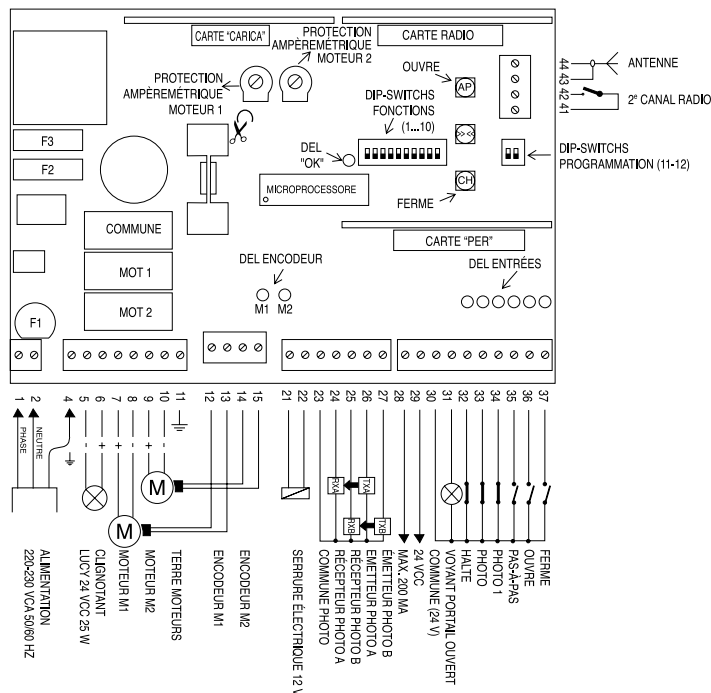 CARTE "CARICA"
PROTECTION
AMPÈREMÉTRIQUE
MOTEUR 2
CARTE RADIO
PROTECTION
AMPÈREMÉTRIQUE
MOTEUR 1
OUVRE
AP
44
43
42
41
ANTENNE
2° CANAL RADIO
DIP-SWITCHS
FONCTIONS
(1...10)
>><<
DEL
"OK"
DIP-SWITCHS
PROGRAMMATION (11-12)
F3
F2
MICROPROCESSORE
CH
FERME
COMMUNE
CARTE "PER"
MOT 1
DEL ENCODEUR
DEL ENTRÉES
MOT 2
M1 M2
F1
1 2 4 5 6 7 8 9 10 11 12 13 14 15 21 22 23 24 25 26 27 28 29 30 31 32 33 34 35 36 37
PHASE
NEUTRE
- + + - + -
M
M
RXA
TXA
RXB
TXB
ALIMENTATION
220-230 VCA 50/60 HZ
CLIGNOTANT
LUCY 24 VCC 25 W
MOTEUR M1
MOTEUR M2
TERRE MOTEURS
ENCODEUR M1
ENCODEUR M2
SERRURE ÉLECTRIQUE 12 V
COMMUNE PHOTO
RÉCEPTEUR PHOTO A
RÉCEPTEUR PHOTO B
EMETTEUR PHOTO A
ÉMETTEUR PHOTO B
MAX. 200 MA
24 VCC
COMMUNE (24 V)
VOYANT PORTAIL OUVERT
HALTE
PHOTO
PHOTO 1
PAS-À-PAS
OUVRE
FERME